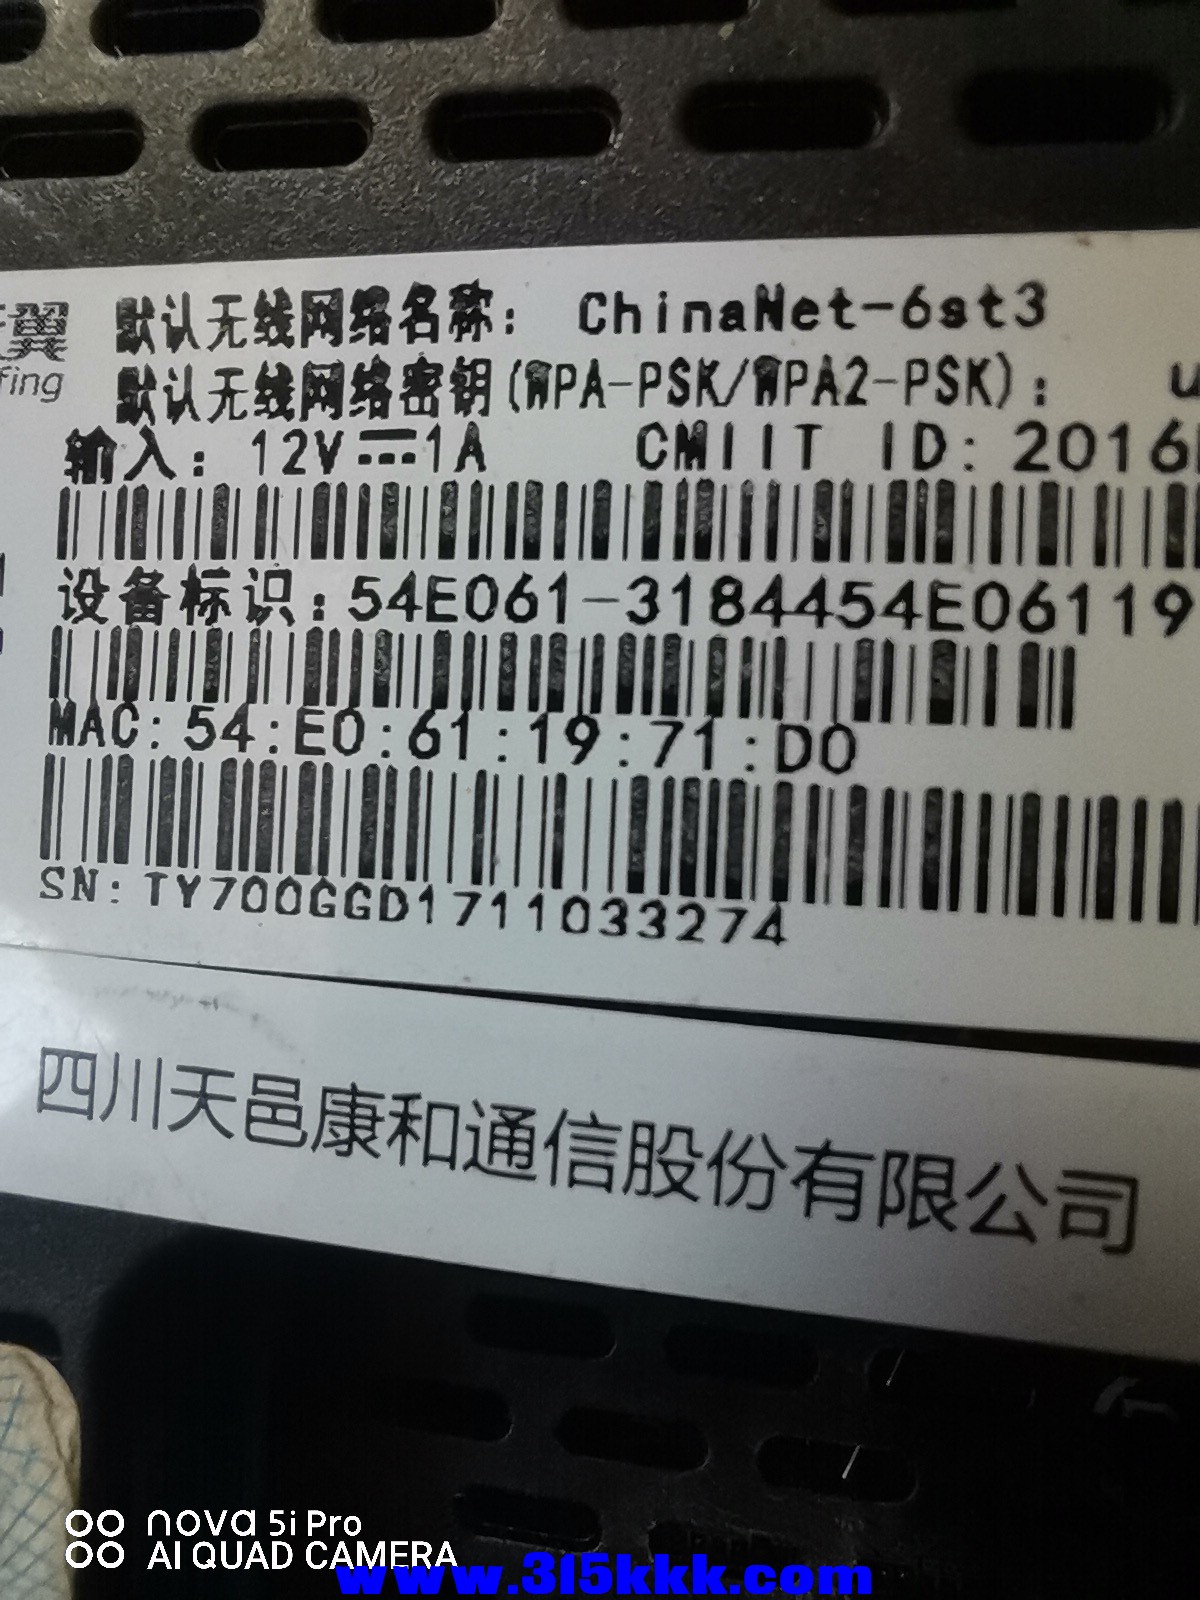 翼
fing
默认无线网络名称: ChinaNet-6st3
默认无线网络密钥(WPA-PSK/WPA2-PSK): u
输入: 12V⎓1A CMIIT ID: 2016
设备标识:54E061-3184454E06119
MAC: 54:E0:61:19:71:D0
SN: TY700GGD1711033274
四川天邑康和通信股份有限公司
nova 5i Pro
AI QUAD CAMERA
www.315kkk.com